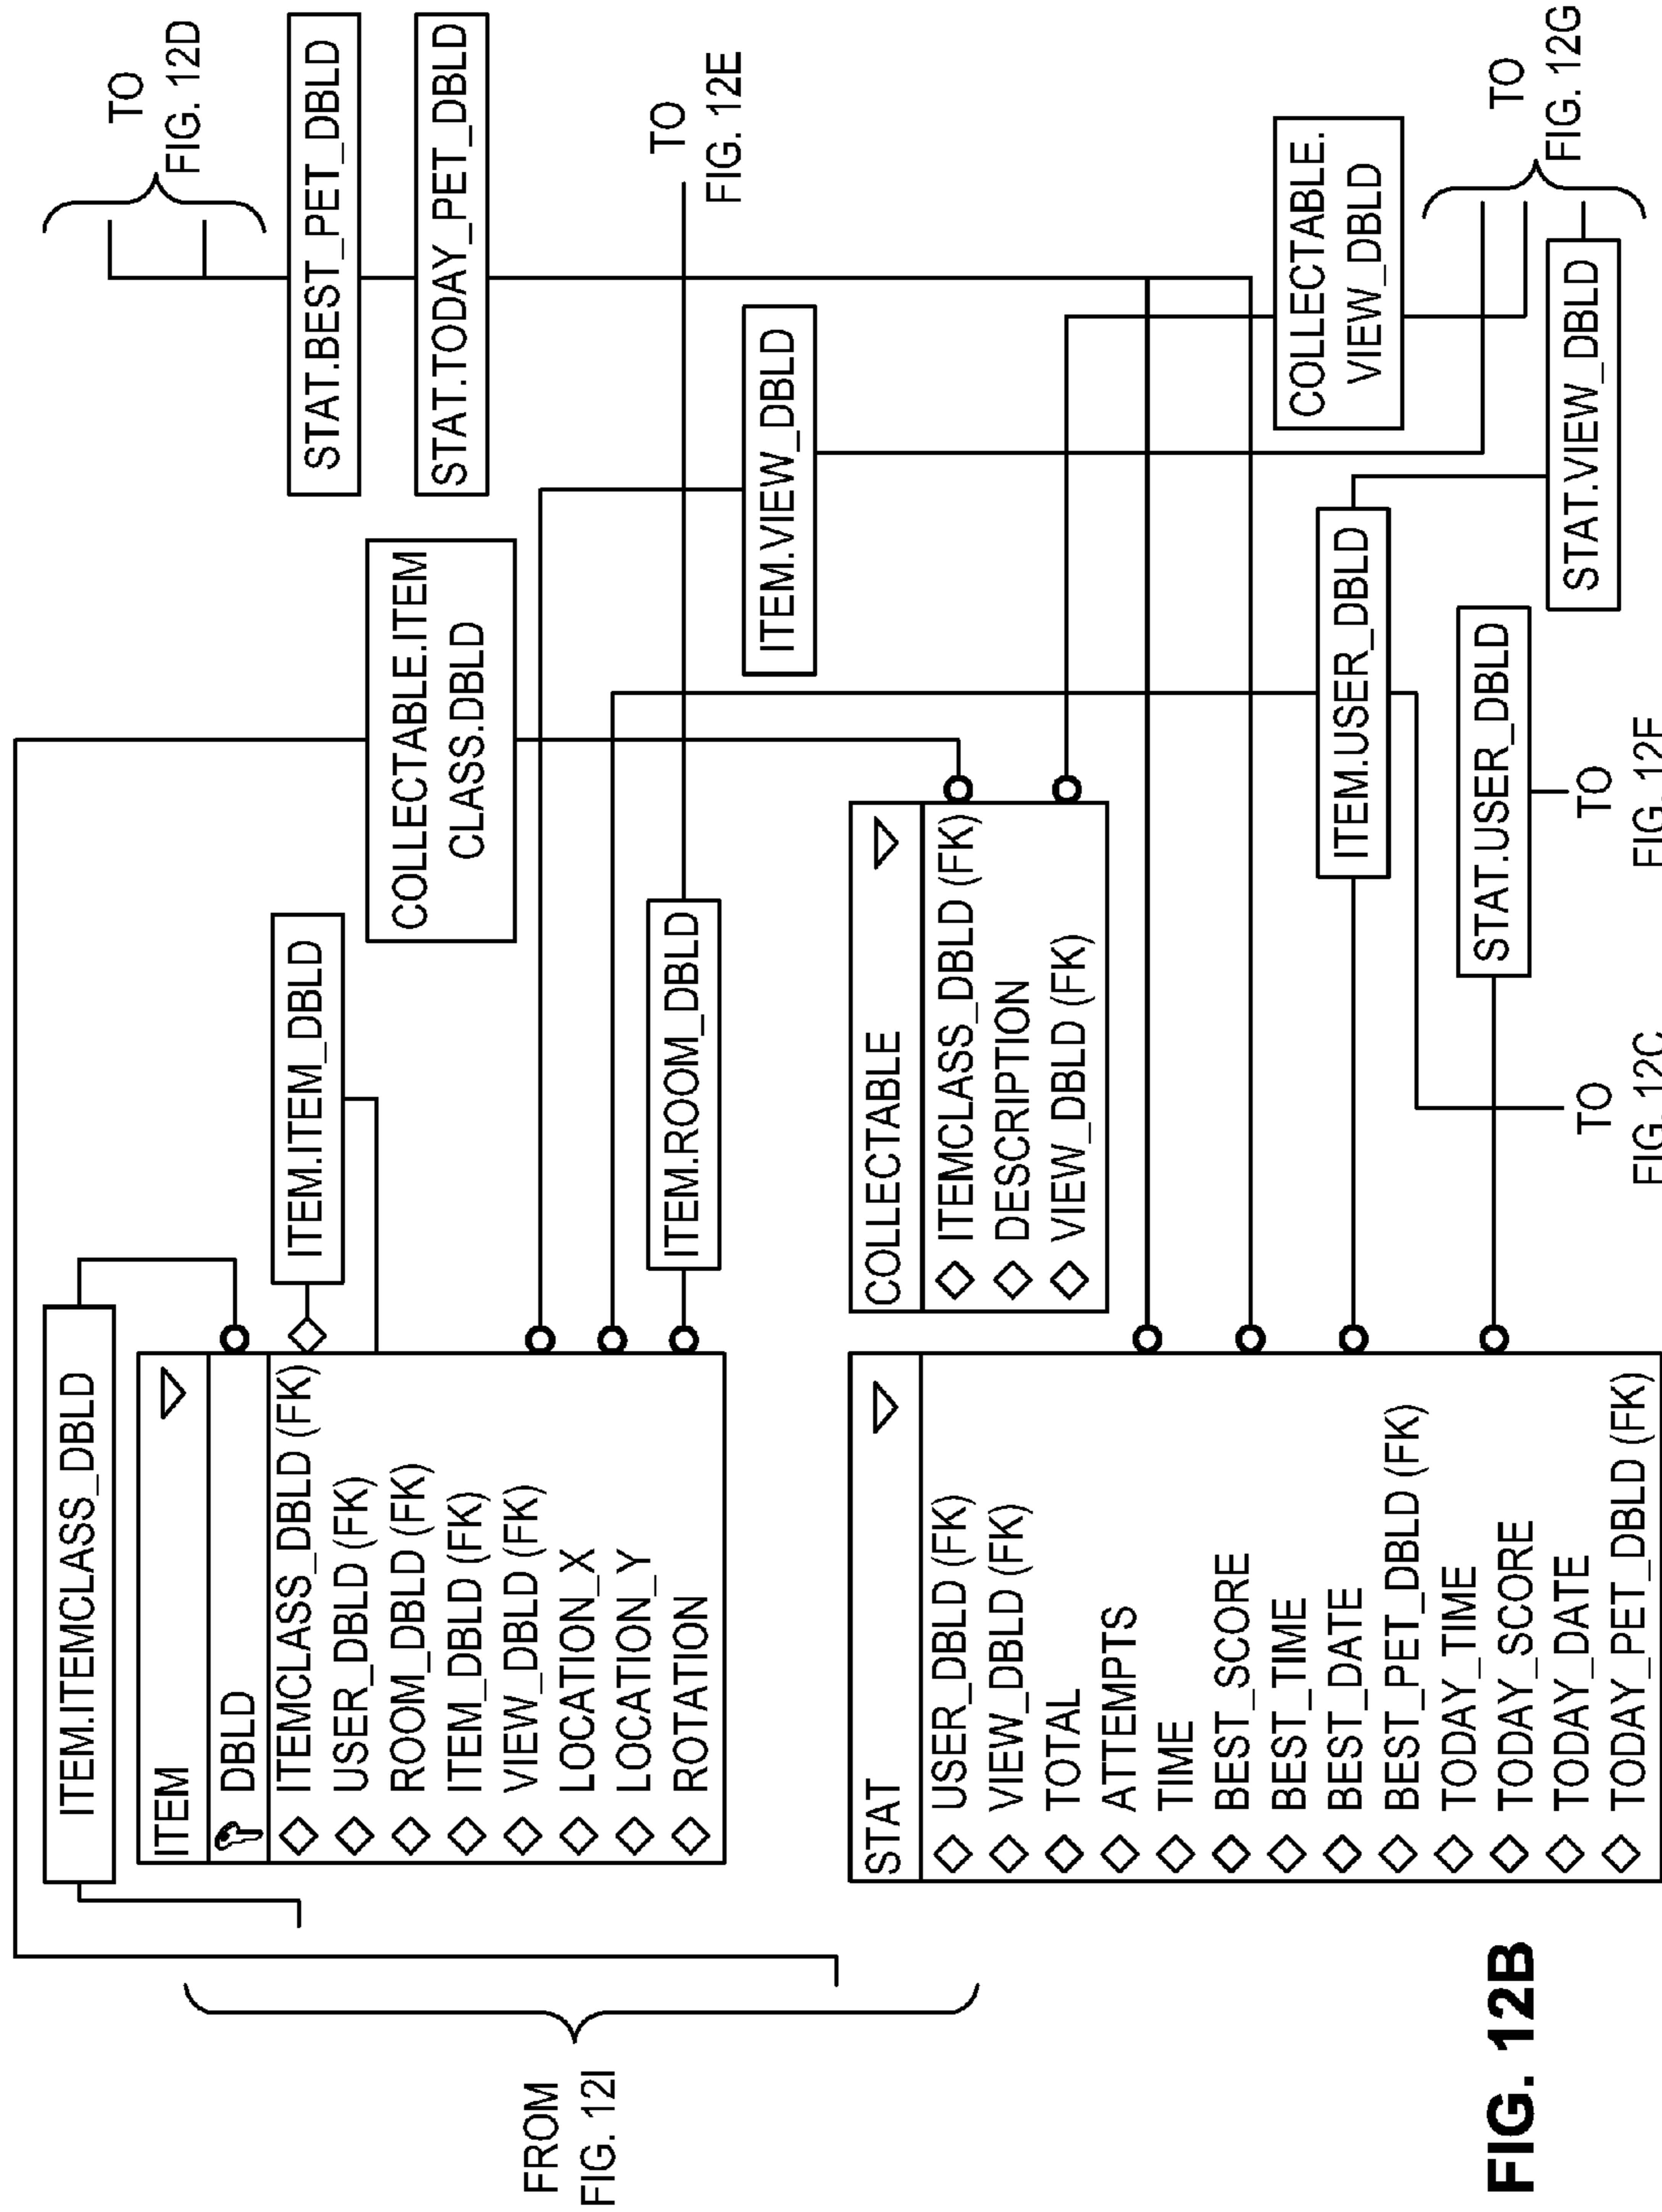 ITEM.ITEMCLASS_DBLD
ITEM
DBLD
ITEMCLASS_DBLD (FK)
USER_DBLD (FK)
ROOM_DBLD (FK)
ITEM_DBLD (FK)
VIEW_DBLD (FK)
LOCATION_X
LOCATION_Y
ROTATION
ITEM.ITEM_DBLD
COLLECTABLE.ITEM
CLASS.DBLD
ITEM.ROOM_DBLD
STAT.BEST_PET_DBLD
STAT.TODAY_PET_DBLD
TO
FIG. 12D
TO
FIG. 12E
ITEM.VIEW_DBLD
FROM
FIG. 12I
COLLECTABLE
ITEMCLASS_DBLD (FK)
DESCRIPTION
VIEW_DBLD (FK)
COLLECTABLE.
VIEW_DBLD
STAT
USER_DBLD (FK)
VIEW_DBLD (FK)
TOTAL
ATTEMPTS
TIME
BEST_SCORE
BEST_TIME
BEST_DATE
BEST_PET_DBLD (FK)
TODAY_TIME
TODAY_SCORE
TODAY_DATE
TODAY_PET_DBLD (FK)
ITEM.USER_DBLD
STAT.USER_DBLD
STAT.VIEW_DBLD
TO
FIG. 12G
TO
FIG. 12C
TO
FIG. 12F
FIG. 12B